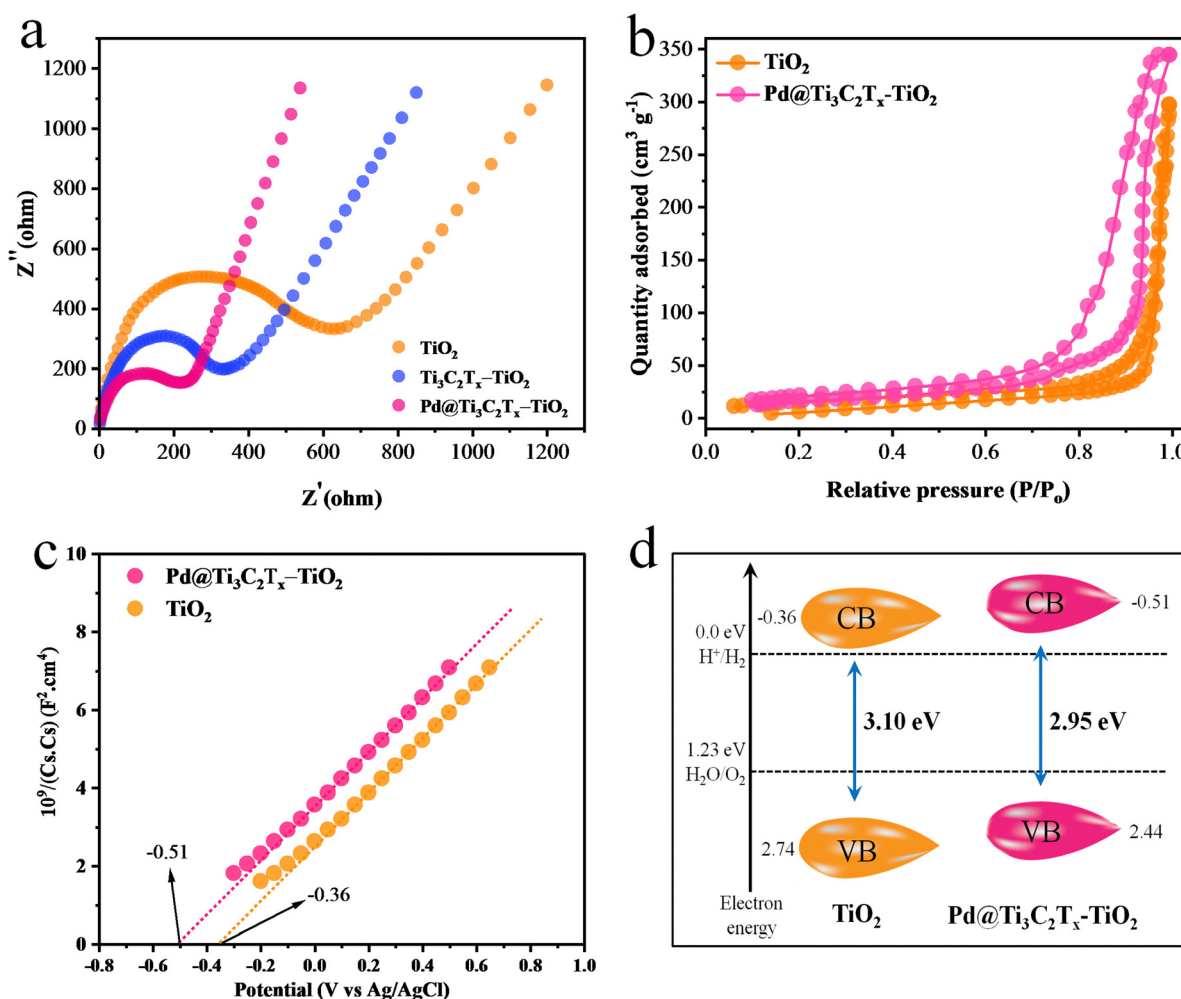 a
1200
1000
800
600
400
200
0
Z''(ohm)
0 200 400 600 800 1000 1200
Z'(ohm)
TiO₂
Ti₃C₂Tₓ–TiO₂
Pd@Ti₃C₂Tₓ–TiO₂
b
350
300
250
200
150
100
50
0
Quantity adsorbed (cm³ g⁻¹)
TiO₂
Pd@Ti₃C₂Tₓ-TiO₂
0.0 0.2 0.4 0.6 0.8 1.0
Relative pressure (P/Pₒ)
c
10
8
6
4
2
0
10⁹/(Cs.Cs) (F².cm⁴)
Pd@Ti₃C₂Tₓ–TiO₂
TiO₂
-0.51
-0.36
-0.8 -0.6 -0.4 -0.2 0.0 0.2 0.4 0.6 0.8 1.0
Potential (V vs Ag/AgCl)
d
-0.36 CB CB -0.51
0.0 eV
H⁺/H₂
3.10 eV 2.95 eV
1.23 eV
H₂O/O₂
2.74 VB VB 2.44
Electron
energy
TiO₂ Pd@Ti₃C₂Tₓ-TiO₂